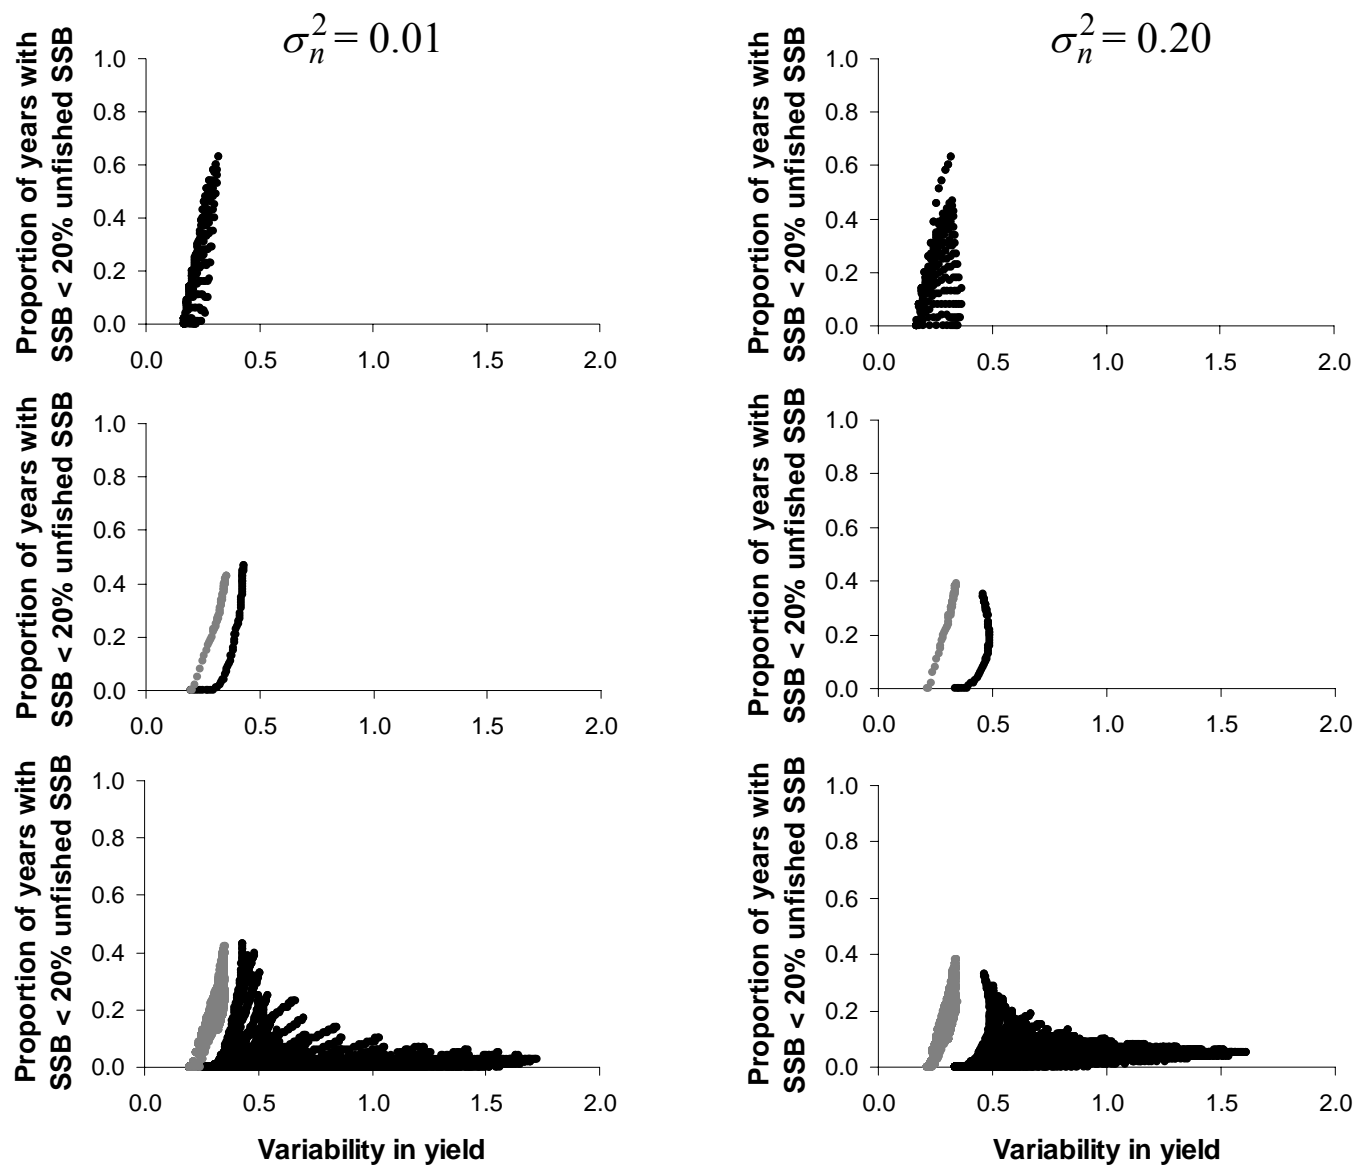 σn² = 0.01
σn² = 0.20
Proportion of years with
SSB < 20% unfished SSB
1.0
0.8
0.6
0.4
0.2
0.0
0.0 0.5 1.0 1.5 2.0
Proportion of years with
SSB < 20% unfished SSB
1.0
0.8
0.6
0.4
0.2
0.0
0.0 0.5 1.0 1.5 2.0
Proportion of years with
SSB < 20% unfished SSB
1.0
0.8
0.6
0.4
0.2
0.0
0.0 0.5 1.0 1.5 2.0
Proportion of years with
SSB < 20% unfished SSB
1.0
0.8
0.6
0.4
0.2
0.0
0.0 0.5 1.0 1.5 2.0
Proportion of years with
SSB < 20% unfished SSB
1.0
0.8
0.6
0.4
0.2
0.0
0.0 0.5 1.0 1.5 2.0
Variability in yield
Proportion of years with
SSB < 20% unfished SSB
1.0
0.8
0.6
0.4
0.2
0.0
0.0 0.5 1.0 1.5 2.0
Variability in yield